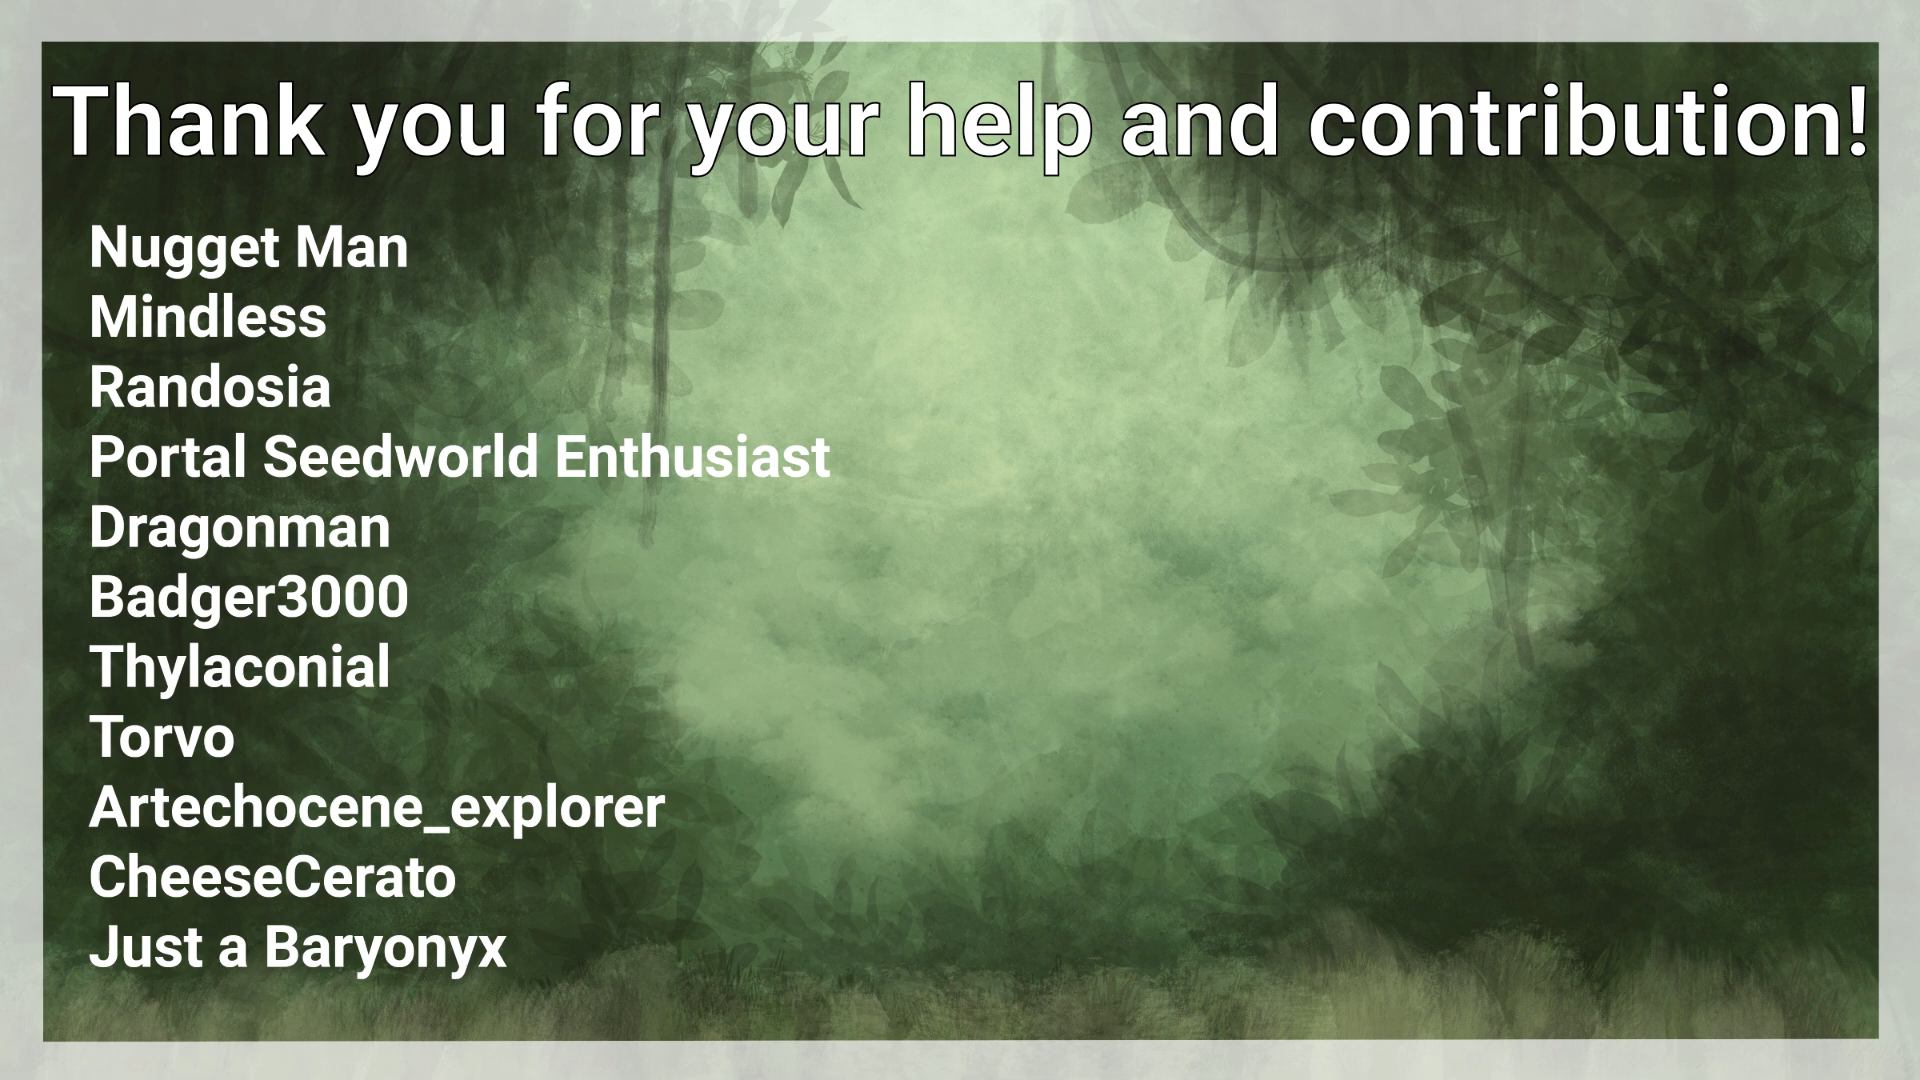 Thank you for your help and contribution!
Nugget Man
Mindless
Randosia
Portal Seedworld Enthusiast
Dragonman
Badger3000
Thylaconial
Torvo
Artechocene_explorer
CheeseCerato
Just a Baryonyx